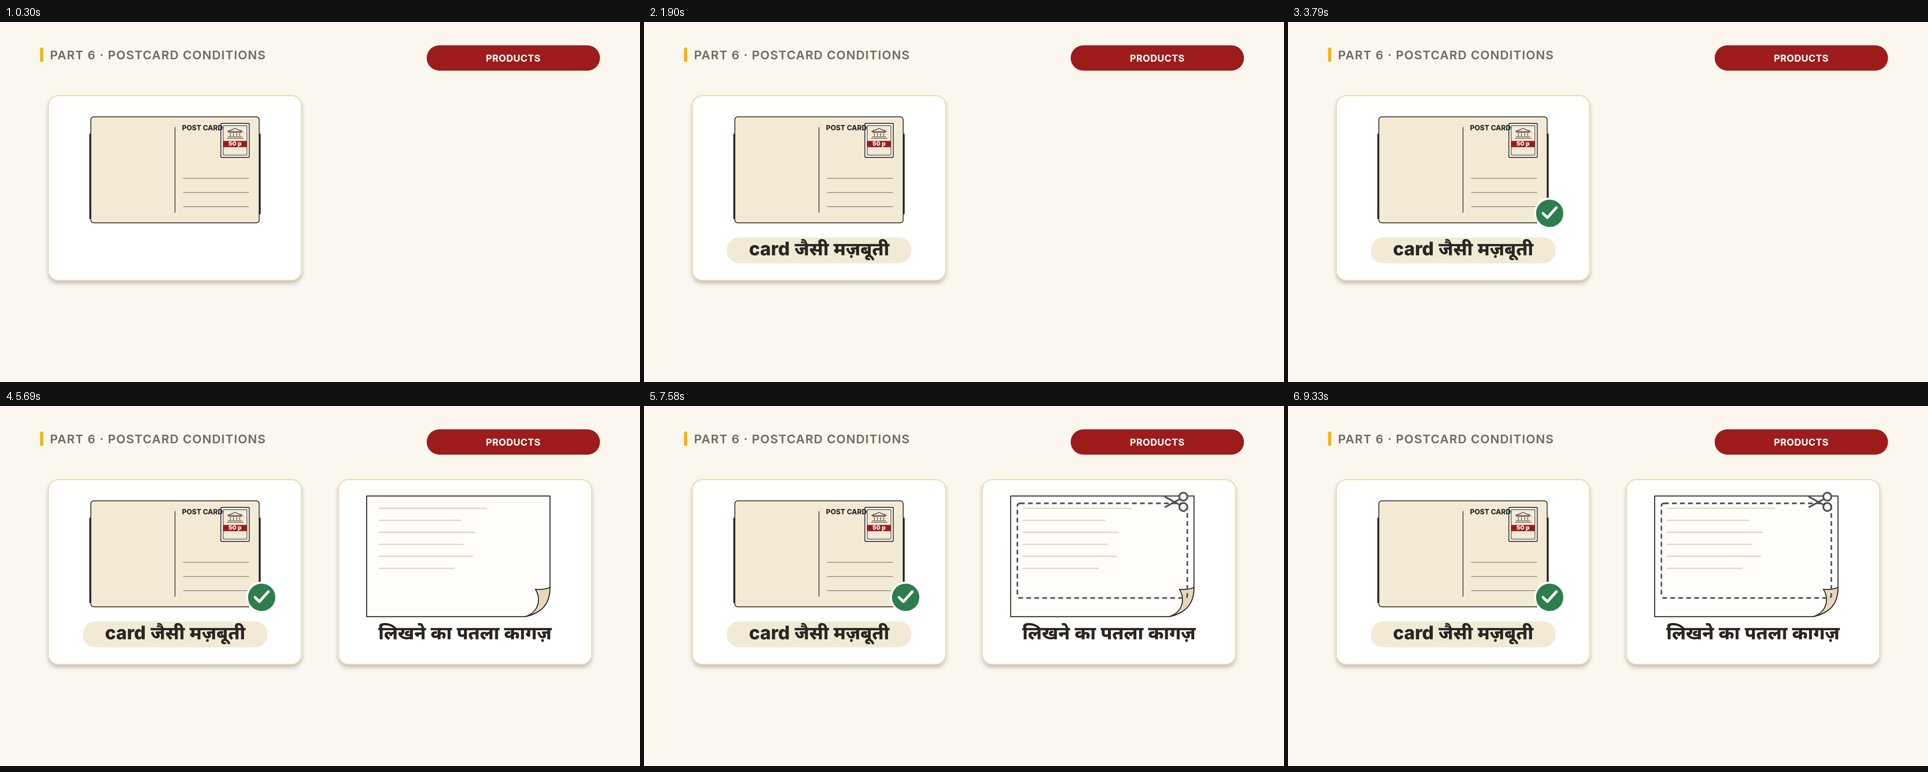 1. 0.30s
PART 6 · POSTCARD CONDITIONS
PRODUCTS
POST CARD
50 p
2. 1.90s
PART 6 · POSTCARD CONDITIONS
PRODUCTS
POST CARD
50 p
card जैसी मज़बूती
3. 3.79s
PART 6 · POSTCARD CONDITIONS
PRODUCTS
POST CARD
50 p
card जैसी मज़बूती
4. 5.69s
PART 6 · POSTCARD CONDITIONS
PRODUCTS
POST CARD
50 p
card जैसी मज़बूती
लिखने का पतला कागज़
5. 7.58s
PART 6 · POSTCARD CONDITIONS
PRODUCTS
POST CARD
50 p
card जैसी मज़बूती
लिखने का पतला कागज़
6. 9.33s
PART 6 · POSTCARD CONDITIONS
PRODUCTS
POST CARD
50 p
card जैसी मज़बूती
लिखने का पतला कागज़